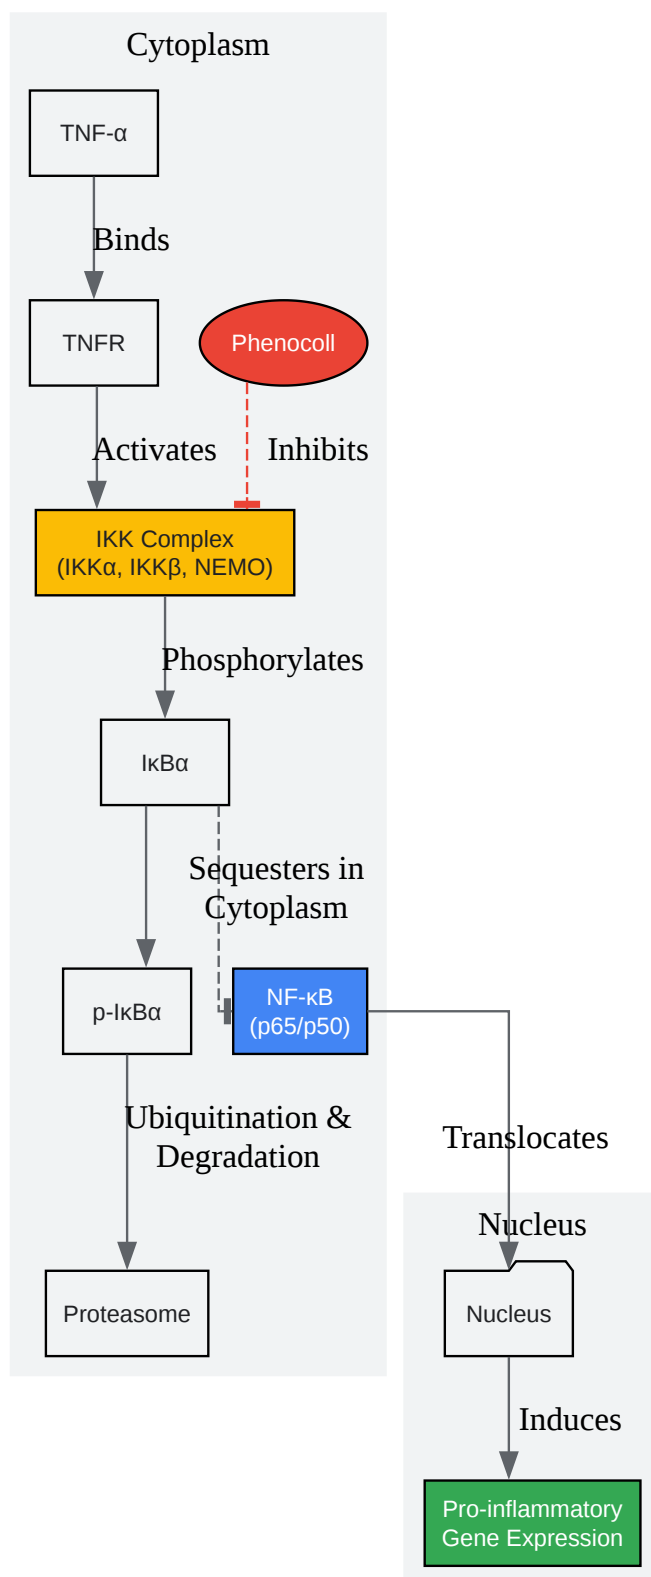 Cytoplasm
TNF-α
Binds
TNFR
Phenocoll
Activates
Inhibits
IKK Complex
(IKKα, IKKβ, NEMO)
Phosphorylates
IκBα
Sequesters in
Cytoplasm
p-IκBα
NF-κB
(p65/p50)
Ubiquitination &
Degradation
Translocates
Nucleus
Proteasome
Nucleus
Induces
Pro-inflammatory
Gene Expression